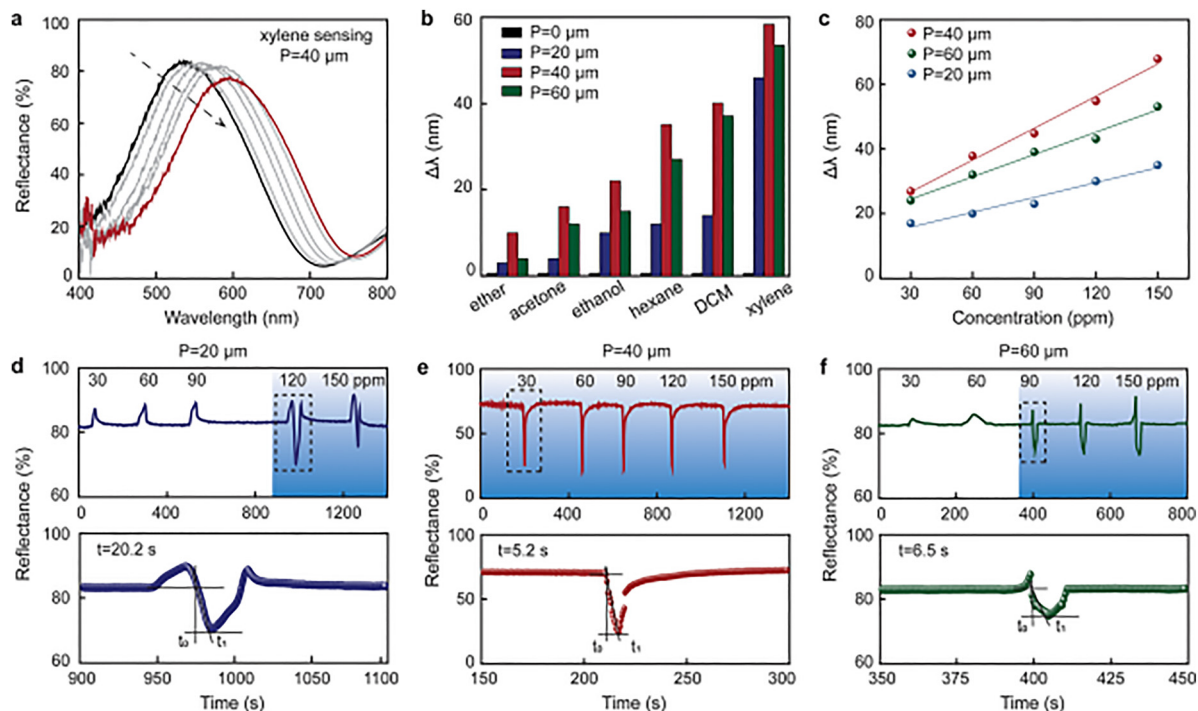 a
xylene sensing
P=40 μm
Reflectance (%)
100
80
60
40
20
0
400 500 600 700 800
Wavelength (nm)
b
P=0 μm
P=20 μm
P=40 μm
P=60 μm
Δλ (nm)
60
40
20
0
ether acetone ethanol hexane DCM xylene
c
P=40 μm
P=60 μm
P=20 μm
Δλ (nm)
80
60
40
20
0
30 60 90 120 150
Concentration (ppm)
d
P=20 μm
30 60 90 120 150 ppm
100
80
60
0 400 800 1200
Reflectance (%)
t=20.2 s
100
80
60
t₀ t₁
900 950 1000 1050 1100
Time (s)
e
P=40 μm
30 60 90 120 150 ppm
100
50
0
0 400 800 1200
Reflectance (%)
t=5.2 s
100
50
0
t₀ t₁
150 200 250 300
Time (s)
f
P=60 μm
30 60 90 120 150 ppm
100
80
60
0 200 400 600 800
Reflectance (%)
t=6.5 s
100
80
60
t₀ t₁
350 375 400 425 450
Time (s)